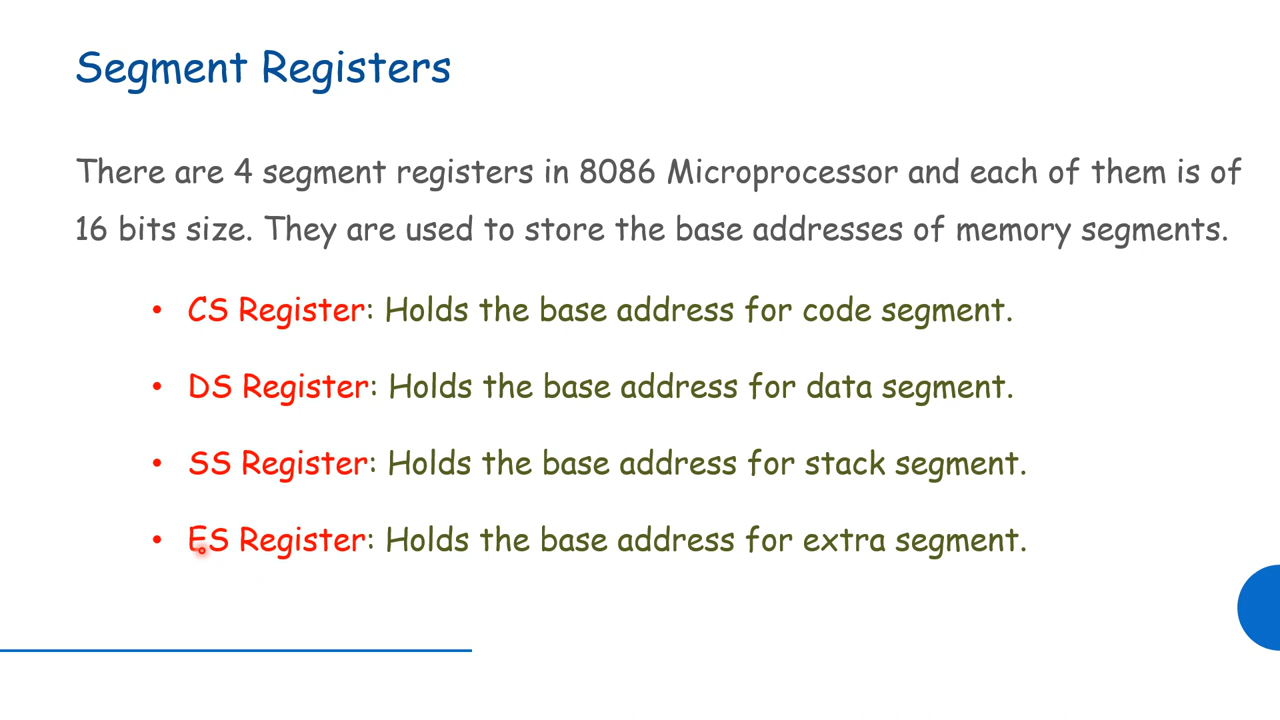 Segment Registers
There are 4 segment registers in 8086 Microprocessor and each of them is of
16 bits size. They are used to store the base addresses of memory segments.
• CS Register: Holds the base address for code segment.
• DS Register: Holds the base address for data segment.
• SS Register: Holds the base address for stack segment.
• ES Register: Holds the base address for extra segment.